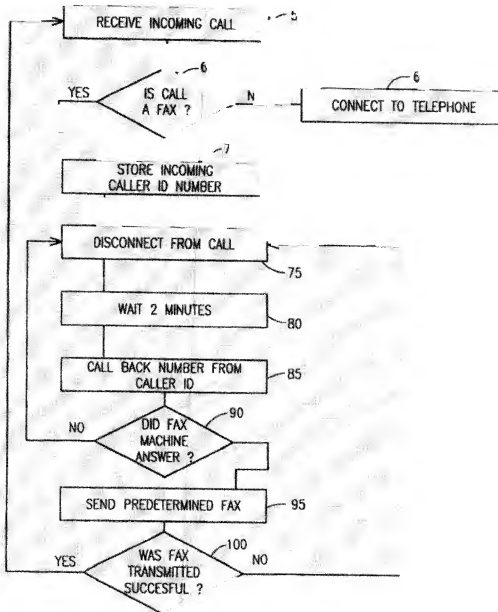 RECEIVE INCOMING CALL
5
6
YES
IS CALL
A FAX ?
N
6
CONNECT TO TELEPHONE
7
STORE INCOMING
CALLER ID NUMBER
DISCONNECT FROM CALL
75
WAIT 2 MINUTES
80
CALL BACK NUMBER FROM
CALLER ID
85
90
NO
DID FAX
MACHINE
ANSWER ?
SEND PREDETERMINED FAX
95
100
YES
WAS FAX
TRANSMITTED
SUCCESFUL ?
NO